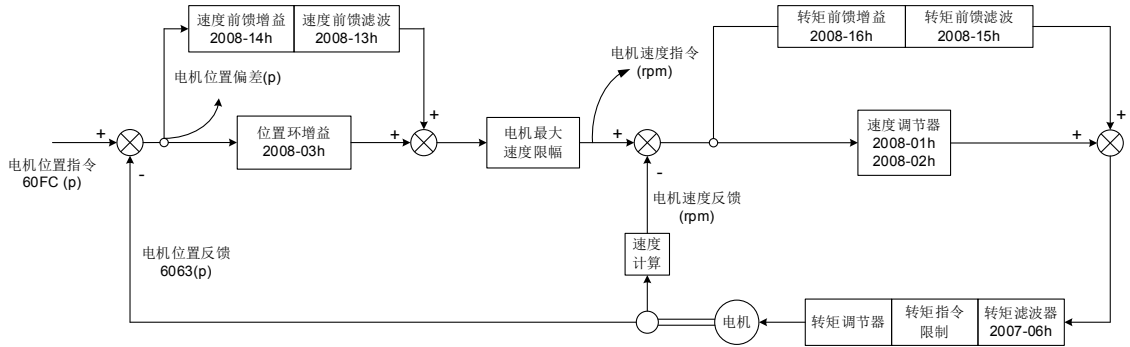 速度前馈增益
2008-14h
速度前馈滤波
2008-13h
转矩前馈增益
2008-16h
转矩前馈滤波
2008-15h
电机速度指令
(rpm)
电机位置偏差(p)
+
位置环增益
2008-03h
+
+
电机最大
速度限幅
+
速度调节器
2008-01h
2008-02h
+
+
电机位置指令
60FC (p)
-
-
电机速度反馈
(rpm)
电机位置反馈
6063(p)
速度
计算
电机
转矩调节器
转矩指令
限制
转矩滤波器
2007-06h